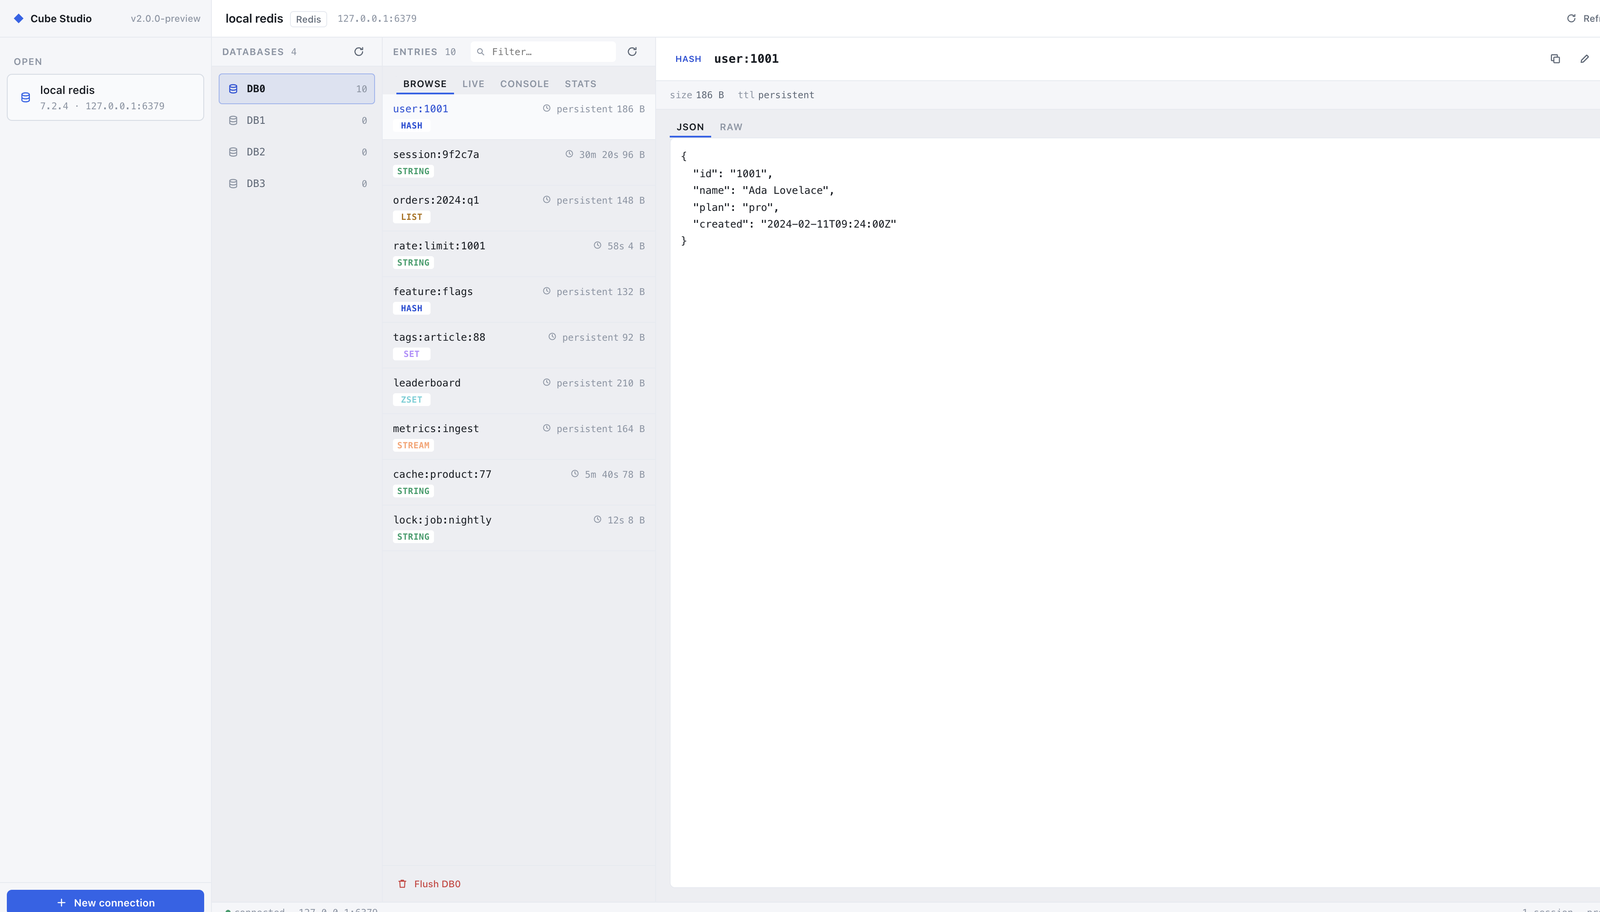 Cube Studio v2.0.0-preview
OPEN
local redis
7.2.4 · 127.0.0.1:6379
New connection
local redis Redis 127.0.0.1:6379
DATABASES 4
DB0 10
DB1 0
DB2 0
DB3 0
ENTRIES 10 Filter…
BROWSE LIVE CONSOLE STATS
user:1001 persistent 186 B
HASH
session:9f2c7a 30m 20s 96 B
STRING
orders:2024:q1 persistent 148 B
LIST
rate:limit:1001 58s 4 B
STRING
feature:flags persistent 132 B
HASH
tags:article:88 persistent 92 B
SET
leaderboard persistent 210 B
ZSET
metrics:ingest persistent 164 B
STREAM
cache:product:77 5m 40s 78 B
STRING
lock:job:nightly 12s 8 B
STRING
Flush DB0
HASH user:1001
size 186 B ttl persistent
JSON RAW
{
"id": "1001",
"name": "Ada Lovelace",
"plan": "pro",
"created": "2024-02-11T09:24:00Z"
}